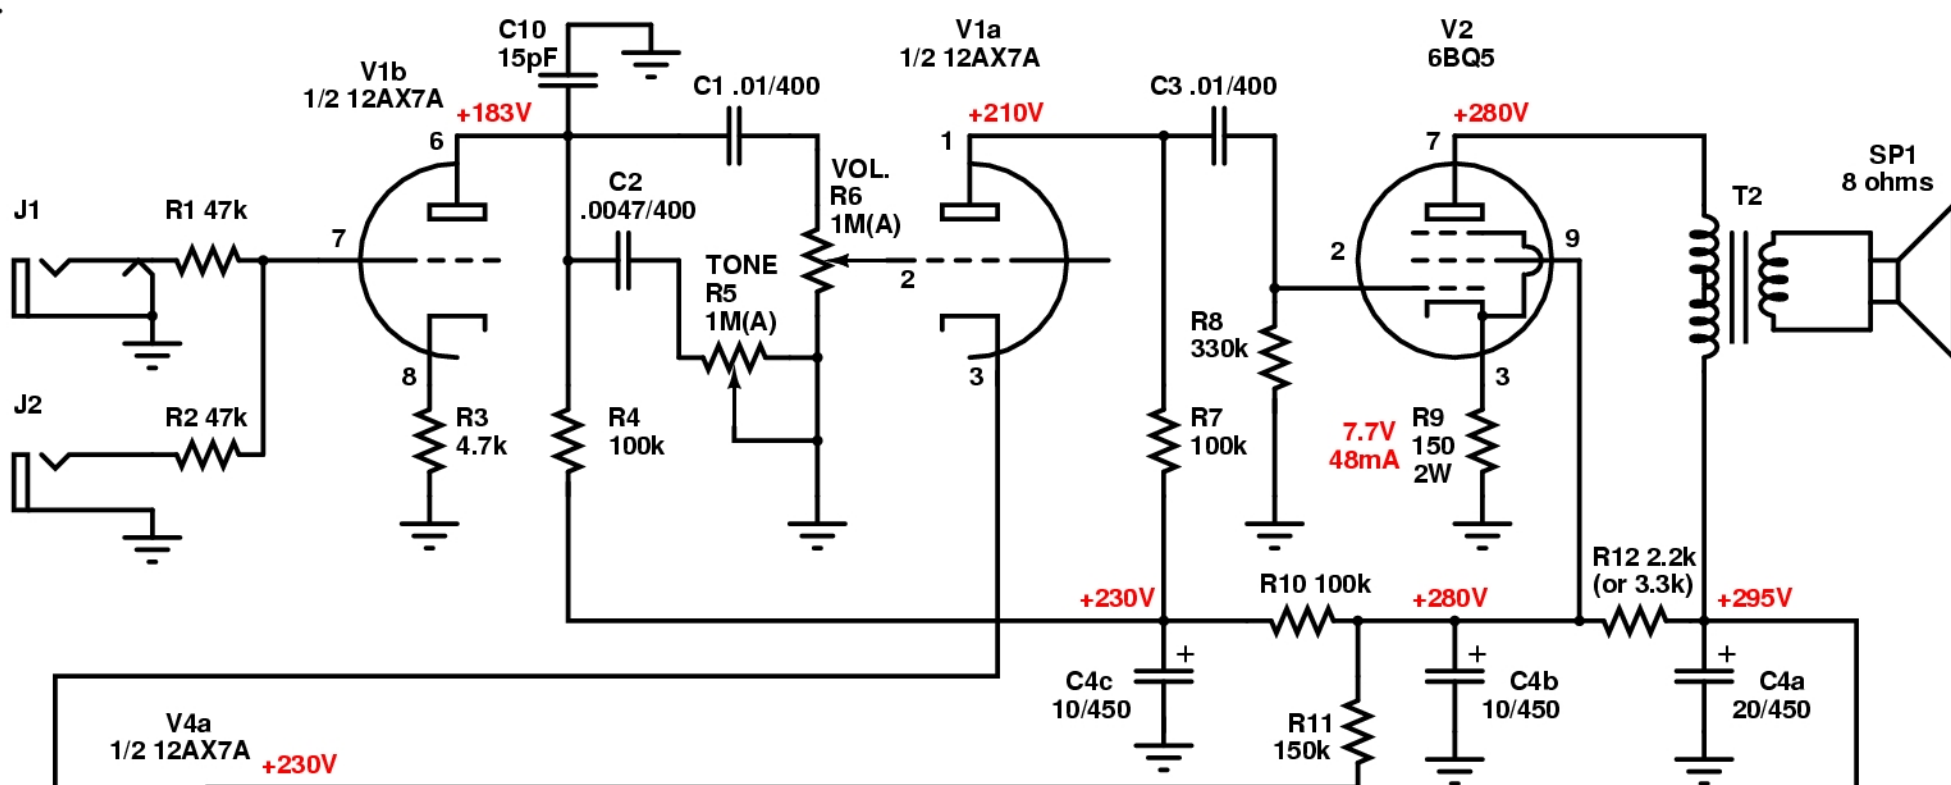 C10
15pF
V1b
1/2 12AX7A
+183V
6
C1 .01/400
V1a
1/2 12AX7A
+210V
1
C3 .01/400
V2
6BQ5
+280V
7
SP1
8 ohms
T2
J1
R1 47k
7
C2
.0047/400
VOL.
R6
1M(A)
TONE
R5
1M(A)
2
2
9
R8
330k
8
3
3
J2
R2 47k
R3
4.7k
R4
100k
R7
100k
7.7V
48mA
R9
150
2W
+230V
R10 100k
+280V
R12 2.2k
(or 3.3k)
+295V
+
C4c
10/450
+
C4b
10/450
+
C4a
20/450
R11
150k
V4a
1/2 12AX7A
+230V